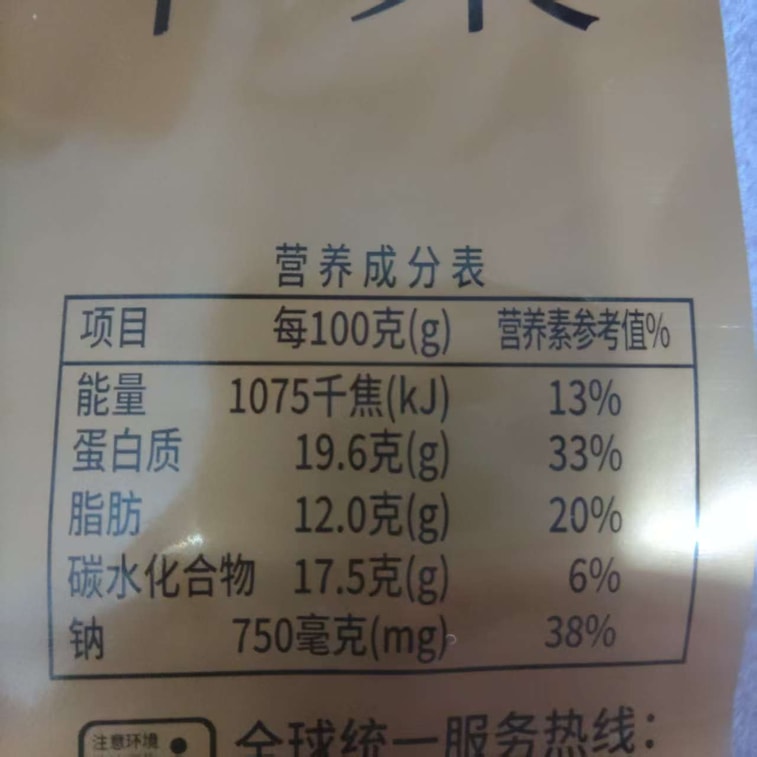 营养成分表
项目 每100克(g) 营养素参考值%
能量 1075千焦(kJ) 13%
蛋白质 19.6克(g) 33%
脂肪 12.0克(g) 20%
碳水化合物 17.5克(g) 6%
钠 750毫克(mg) 38%
注意环境 全球统一服务热线：